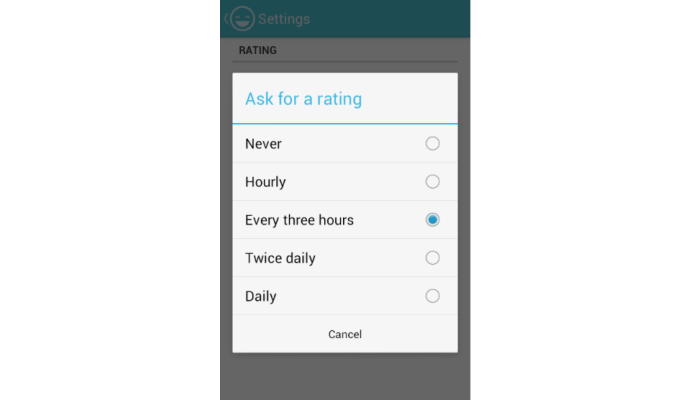 Settings
RATING
Ask for a rating
Never
Hourly
Every three hours
Twice daily
Daily
Cancel